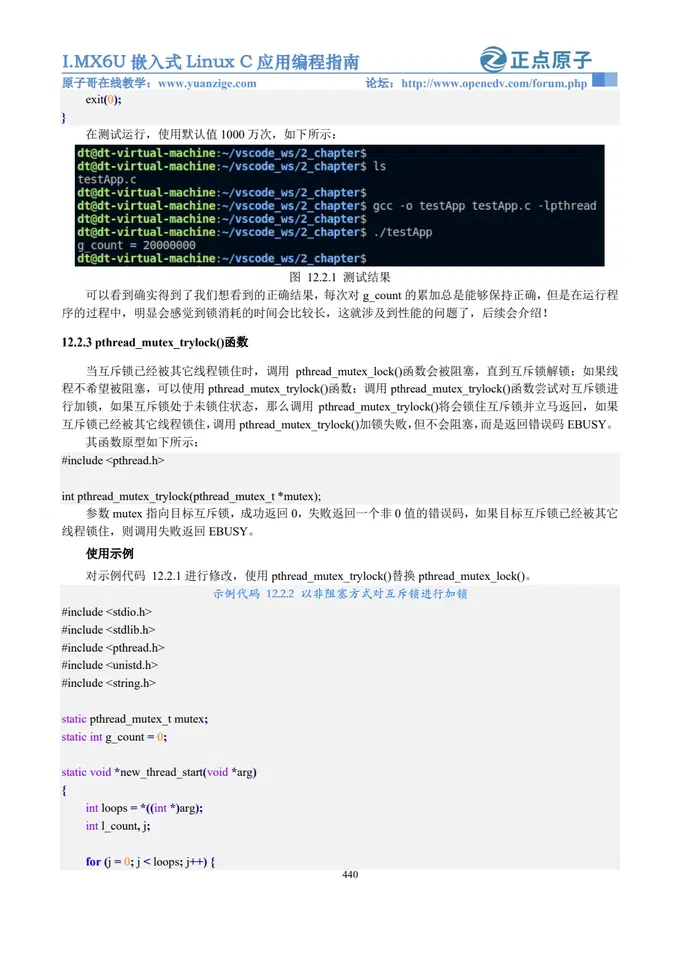 I.MX6U 嵌入式 Linux C 应用编程指南
正点原子
原子哥在线教学：www.yuanzige.com 论坛：http://www.openedv.com/forum.php
exit(0);
}
在测试运行，使用默认值 1000 万次，如下所示：
dt@dt-virtual-machine:~/vscode_ws/2_chapter$
dt@dt-virtual-machine:~/vscode_ws/2_chapter$ ls
testApp.c
dt@dt-virtual-machine:~/vscode_ws/2_chapter$
dt@dt-virtual-machine:~/vscode_ws/2_chapter$ gcc -o testApp testApp.c -lpthread
dt@dt-virtual-machine:~/vscode_ws/2_chapter$
dt@dt-virtual-machine:~/vscode_ws/2_chapter$ ./testApp
g_count = 20000000
dt@dt-virtual-machine:~/vscode_ws/2_chapter$
图 12.2.1 测试结果
可以看到确实得到了我们想看到的正确结果，每次对 g_count 的累加总是能够保持正确，但是在运行程
序的过程中，明显会感觉到锁消耗的时间会比较长，这就涉及到性能的问题了，后续会介绍！
12.2.3 pthread_mutex_trylock()函数
当互斥锁已经被其它线程锁住时，调用 pthread_mutex_lock()函数会被阻塞，直到互斥锁解锁；如果线
程不希望被阻塞，可以使用 pthread_mutex_trylock()函数；调用 pthread_mutex_trylock()函数尝试对互斥锁进
行加锁，如果互斥锁处于未锁住状态，那么调用 pthread_mutex_trylock()将会锁住互斥锁并立马返回，如果
互斥锁已经被其它线程锁住，调用 pthread_mutex_trylock()加锁失败，但不会阻塞，而是返回错误码 EBUSY。
其函数原型如下所示：
#include <pthread.h>
int pthread_mutex_trylock(pthread_mutex_t *mutex);
参数 mutex 指向目标互斥锁，成功返回 0，失败返回一个非 0 值的错误码，如果目标互斥锁已经被其它
线程锁住，则调用失败返回 EBUSY。
使用示例
对示例代码 12.2.1 进行修改，使用 pthread_mutex_trylock()替换 pthread_mutex_lock()。
示例代码 12.2.2 以非阻塞方式对互斥锁进行加锁
#include <stdio.h>
#include <stdlib.h>
#include <pthread.h>
#include <unistd.h>
#include <string.h>
static pthread_mutex_t mutex;
static int g_count = 0;
static void *new_thread_start(void *arg)
{
int loops = *((int *)arg);
int l_count, j;
for (j = 0; j < loops; j++) {
440